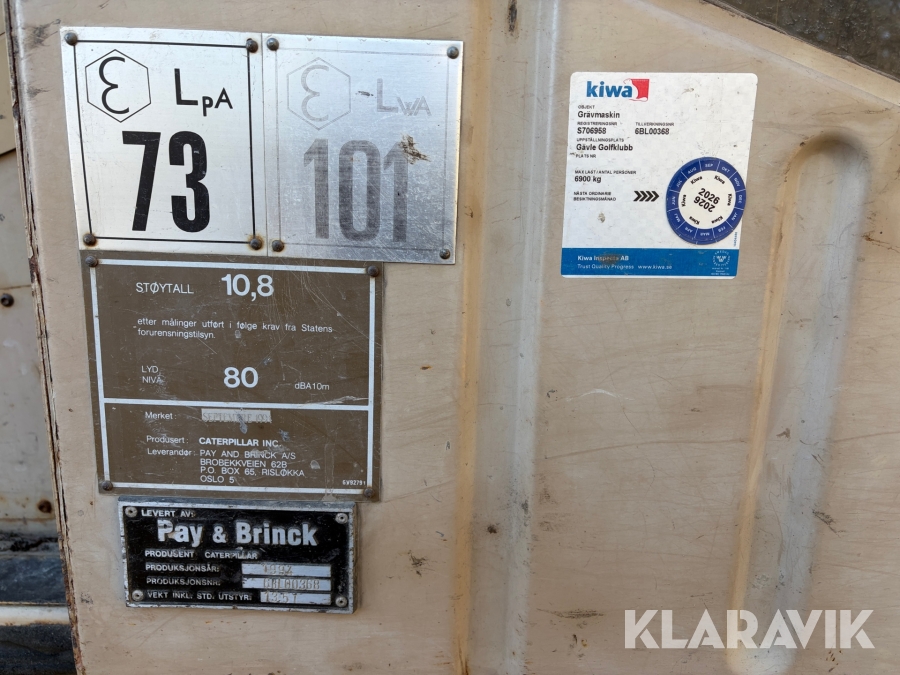 LpA
73
LWA
101
STØYTALL 10,8
etter målinger utført i følge krav fra Statens
forurensningstilsyn.
LYD
NIVÅ 80 dBA10m
Merket:
Produsert: CATERPILLAR INC.
Leverandør: PAY AND BRINCK A/S
BROBEKKVEIEN 62B
P.O. BOX 65, RISLØKKA
OSLO 5
LEVERT AV:
Pay & Brinck
PRODUSENT CATERPILLAR
PRODUKSJONSÅR:
PRODUKSJONSNR.
VEKT INKL. STD. UTSTYR:
kiwa
OBJEKT
Grävmaskin
REGISTRERINGSNR TILLVERKNINGSNR
S706958 6BL00368
UPPSTÄLLNINGSPLATS
Gävle Golfklubb
PLATS NR
MAX LAST / ANTAL PERSONER
6900 kg
NÄSTA ORDINARIE
BESIKTNINGSMÅNAD
Kiwa
2026
2026
Kiwa
Kiwa Inspecta AB
Trust Quality Progress www.kiwa.se
KLARAVIK